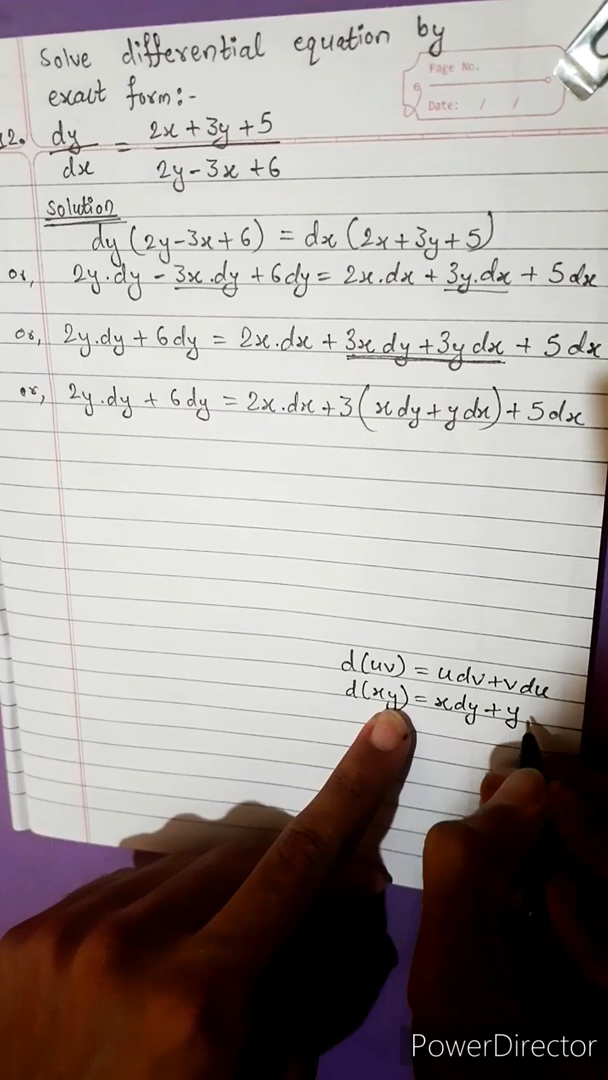 Solve differential equation by
exact form:-
Page No.
Date: / /
12. dy/dx = (2x + 3y + 5)/(2y - 3x + 6)
Solution
dy (2y-3x+6) = dx (2x+3y+5)
or, 2y.dy - 3x.dy + 6dy = 2x.dx + 3y.dx + 5dx
or, 2y.dy + 6dy = 2x.dx + 3x.dy + 3y dx + 5dx
or, 2y.dy + 6dy = 2x.dx + 3(x dy + y dx) + 5dx
d(uv) = udv+vdu
d(xy) = xdy + y
PowerDirector